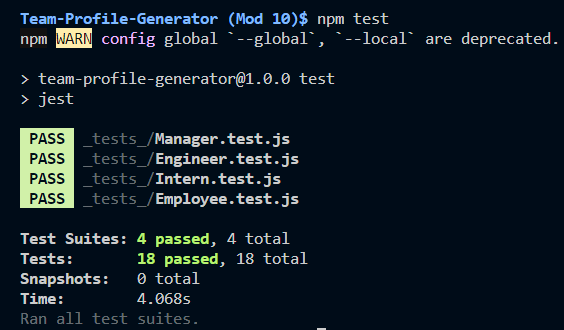 Team-Profile-Generator (Mod 10)$ npm test
npm WARN config global `--global`, `--local` are deprecated.
> team-profile-generator@1.0.0 test
> jest
PASS _tests_/Manager.test.js
PASS _tests_/Engineer.test.js
PASS _tests_/Intern.test.js
PASS _tests_/Employee.test.js
Test Suites: 4 passed, 4 total
Tests: 18 passed, 18 total
Snapshots: 0 total
Time: 4.068s
Ran all test suites.